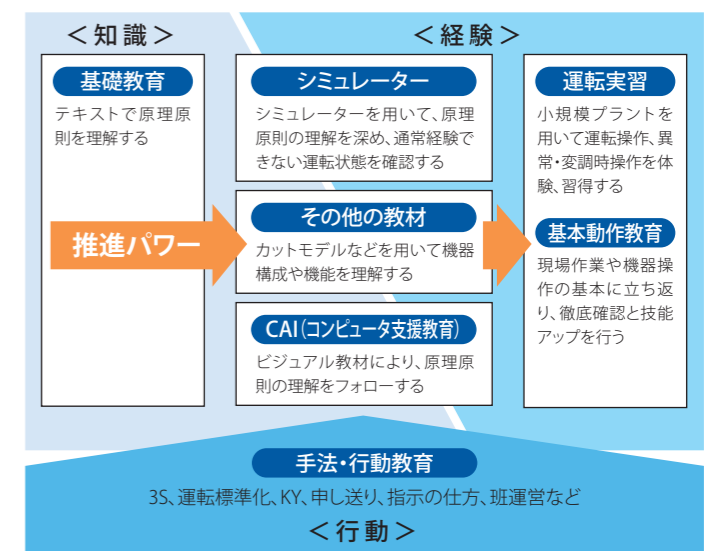 ＜知識＞
＜経験＞
基礎教育
テキストで原理原
則を理解する
シミュレーター
シミュレーターを用いて、原理
原則の理解を深め、通常経験で
きない運転状態を確認する
運転実習
小規模プラントを
用いて運転操作、異
常・変調時操作を体
験、習得する
推進パワー
その他の教材
カットモデルなどを用いて機器
構成や機能を理解する
基本動作教育
現場作業や機器操
作の基本に立ち返
り、徹底確認と技能
アップを行う
CAI（コンピュータ支援教育）
ビジュアル教材により、原理原
則の理解をフォローする
手法・行動教育
3S、運転標準化、KY、申し送り、指示の仕方、班運営など
＜行動＞